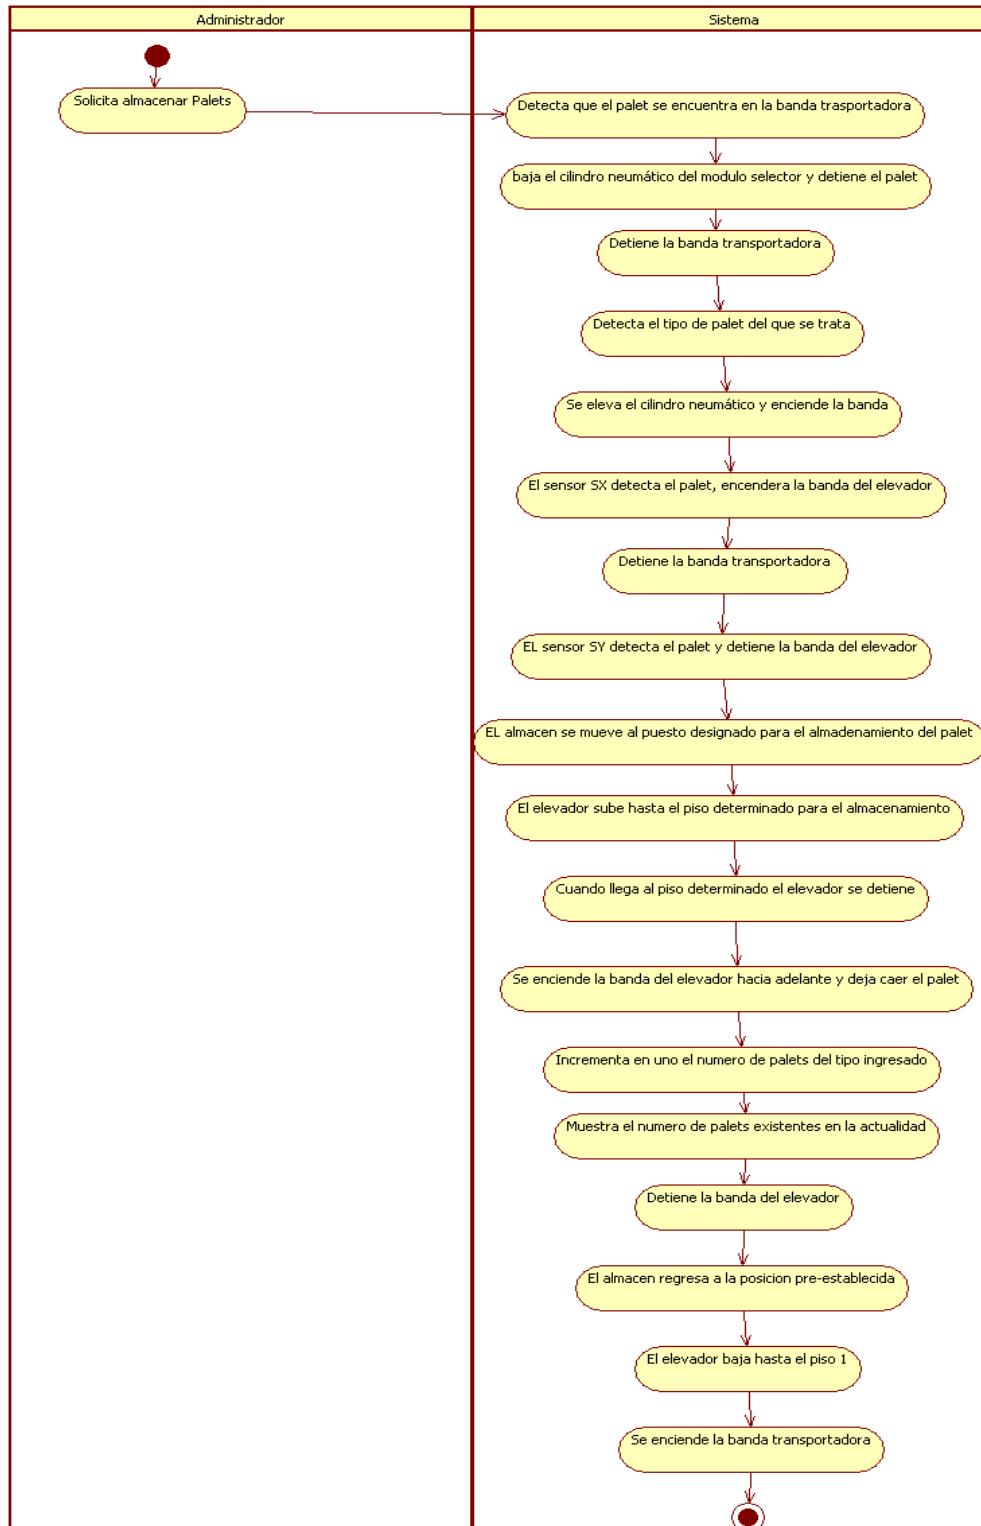 Administrador
Sistema
Solicita almacenar Palets
Detecta que el palet se encuentra en la banda trasportadora
baja el cilindro neumático del modulo selector y detiene el palet
Detiene la banda transportadora
Detecta el tipo de palet del que se trata
Se eleva el cilindro neumático y enciende la banda
El sensor SX detecta el palet, encendera la banda del elevador
Detiene la banda transportadora
EL sensor SY detecta el palet y detiene la banda del elevador
EL almacen se mueve al puesto designado para el almadenamiento del palet
El elevador sube hasta el piso determinado para el almacenamiento
Cuando llega al piso determinado el elevador se detiene
Se enciende la banda del elevador hacia adelante y deja caer el palet
Incrementa en uno el numero de palets del tipo ingresado
Muestra el numero de palets existentes en la actualidad
Detiene la banda del elevador
El almacen regresa a la posicion pre-establecida
El elevador baja hasta el piso 1
Se enciende la banda transportadora